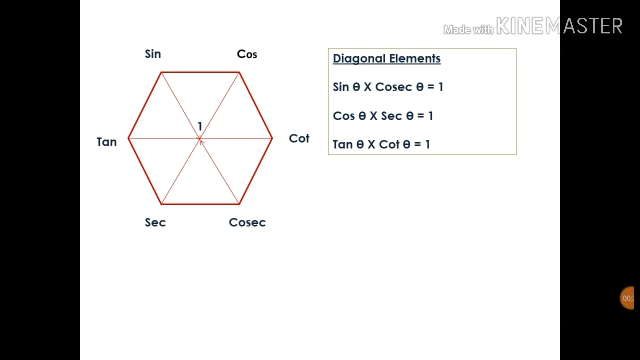 Made with KINEMASTER
Sin Cos
1
Tan Cot
Sec Cosec
Diagonal Elements
Sin θ X Cosec θ = 1
Cos θ X Sec θ = 1
Tan θ X Cot θ = 1